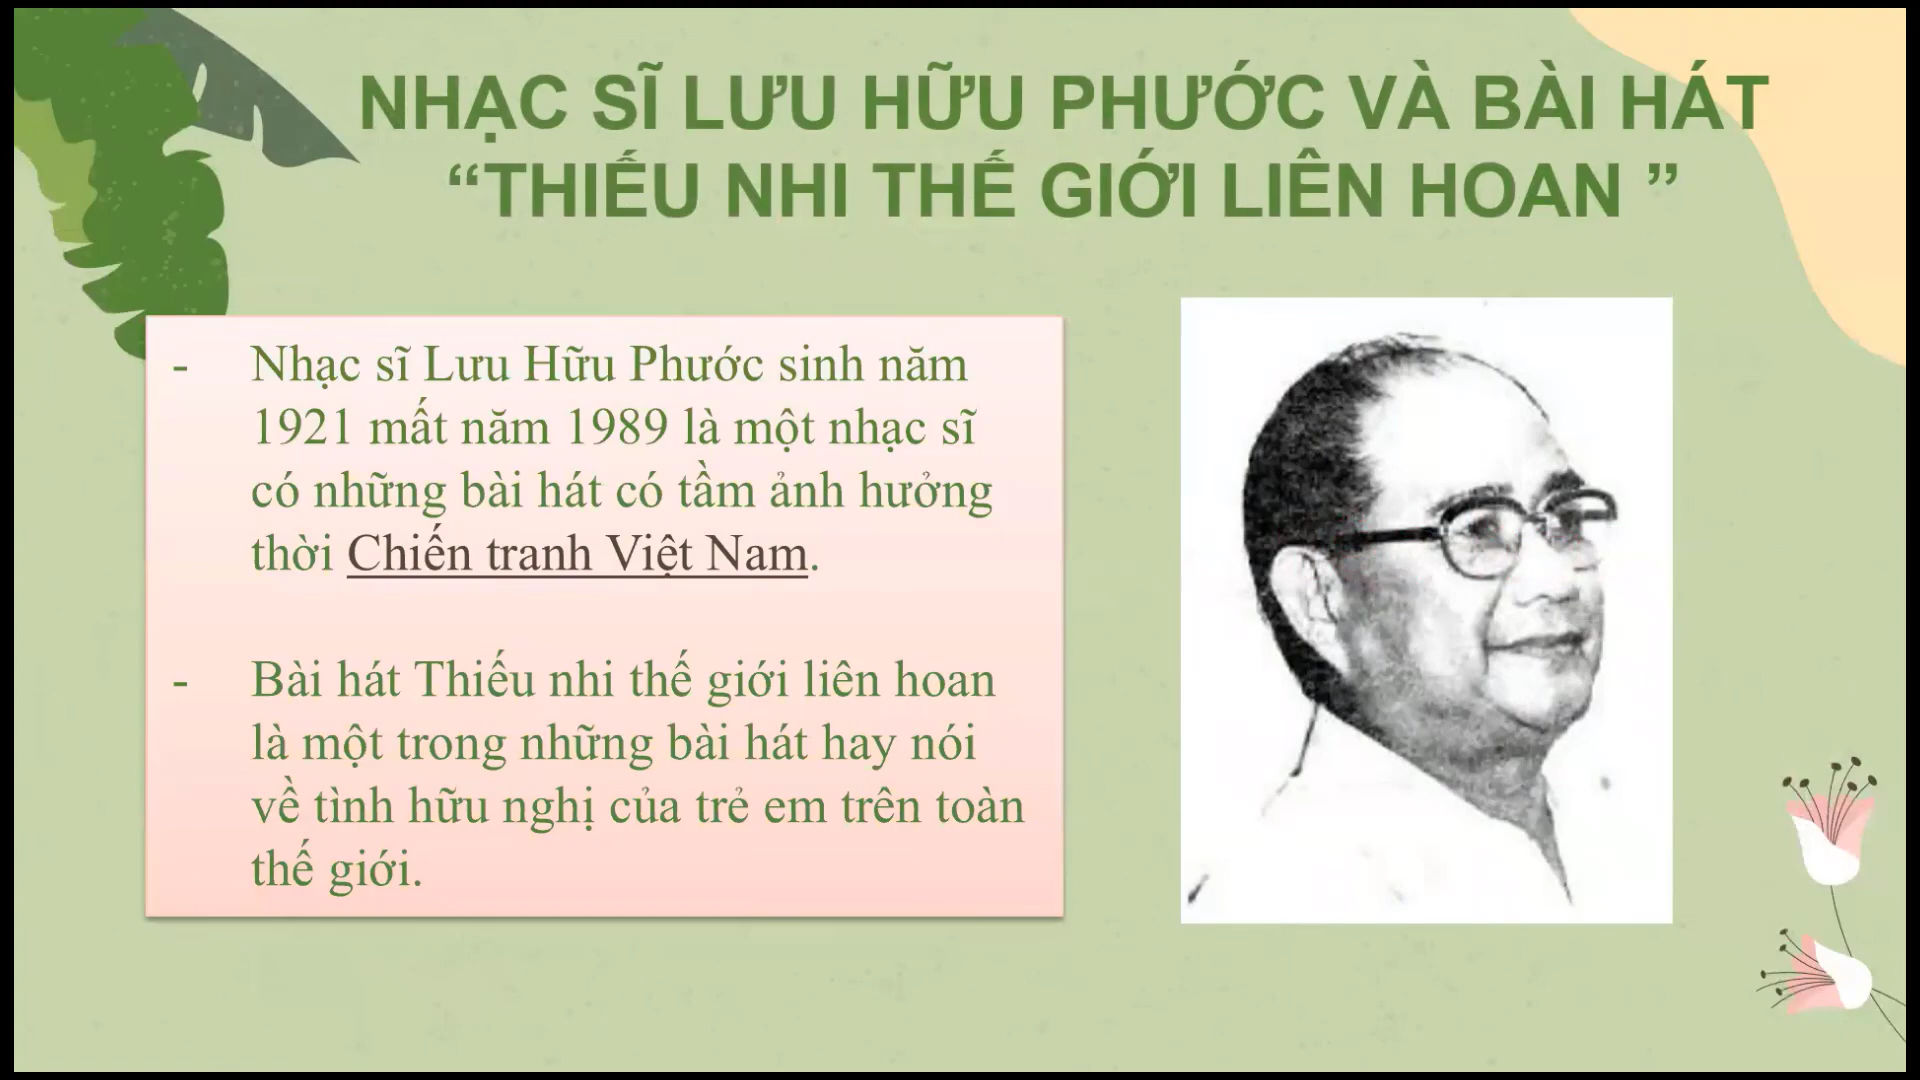 NHẠC SĨ LƯU HỮU PHƯỚC VÀ BÀI HÁT
“THIẾU NHI THẾ GIỚI LIÊN HOAN ”
- Nhạc sĩ Lưu Hữu Phước sinh năm
1921 mất năm 1989 là một nhạc sĩ
có những bài hát có tầm ảnh hưởng
thời Chiến tranh Việt Nam.
- Bài hát Thiếu nhi thế giới liên hoan
là một trong những bài hát hay nói
về tình hữu nghị của trẻ em trên toàn
thế giới.